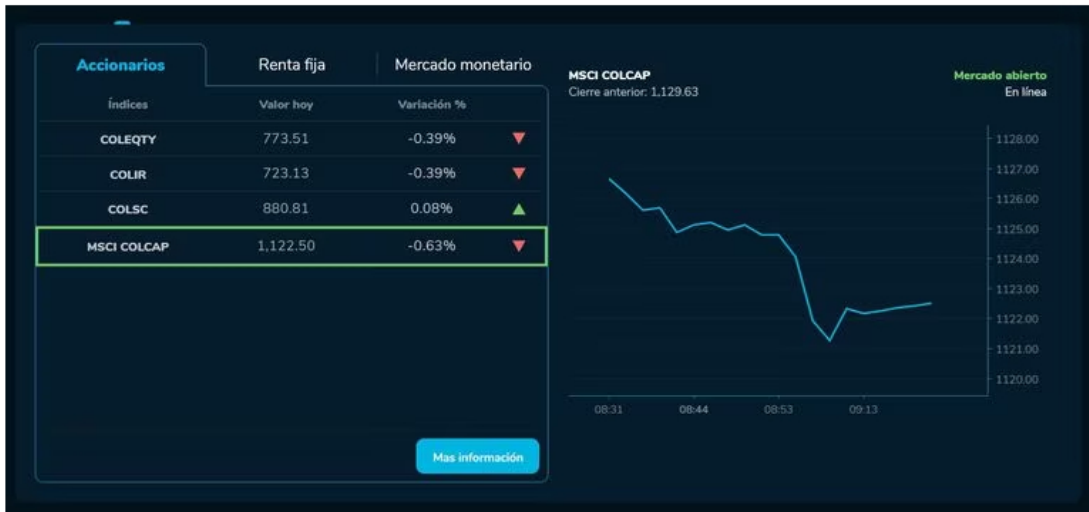 Accionarios Renta fija Mercado monetario
Índices Valor hoy Variación %
COLEQTY 773.51 -0.39%
COLIR 723.13 -0.39%
COLSC 880.81 0.08%
MSCI COLCAP 1,122.50 -0.63%
Mas información
MSCI COLCAP Mercado abierto
Cierre anterior: 1,129.63 En línea
1128.00
1127.00
1126.00
1125.00
1124.00
1123.00
1122.00
1121.00
1120.00
08:31 08:44 08:53 09:13